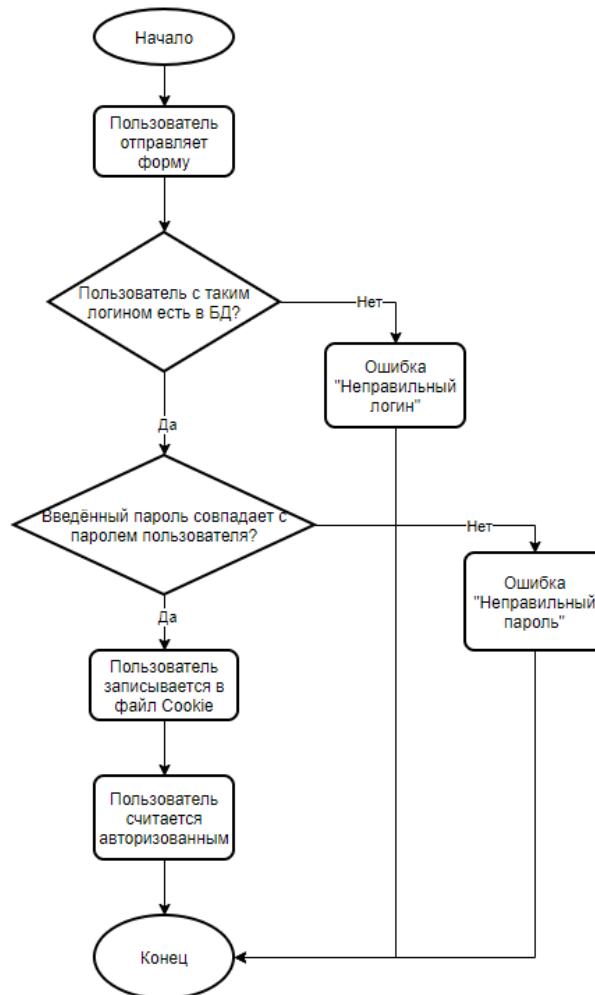 Начало
Пользователь
отправляет
форму
Пользователь с таким
логином есть в БД?
Нет
Ошибка
"Неправильный
логин"
Да
Введённый пароль совпадает с
паролем пользователя?
Нет
Ошибка
"Неправильный
пароль"
Да
Пользователь
записывается в
файл Cookie
Пользователь
считается
авторизованным
Конец